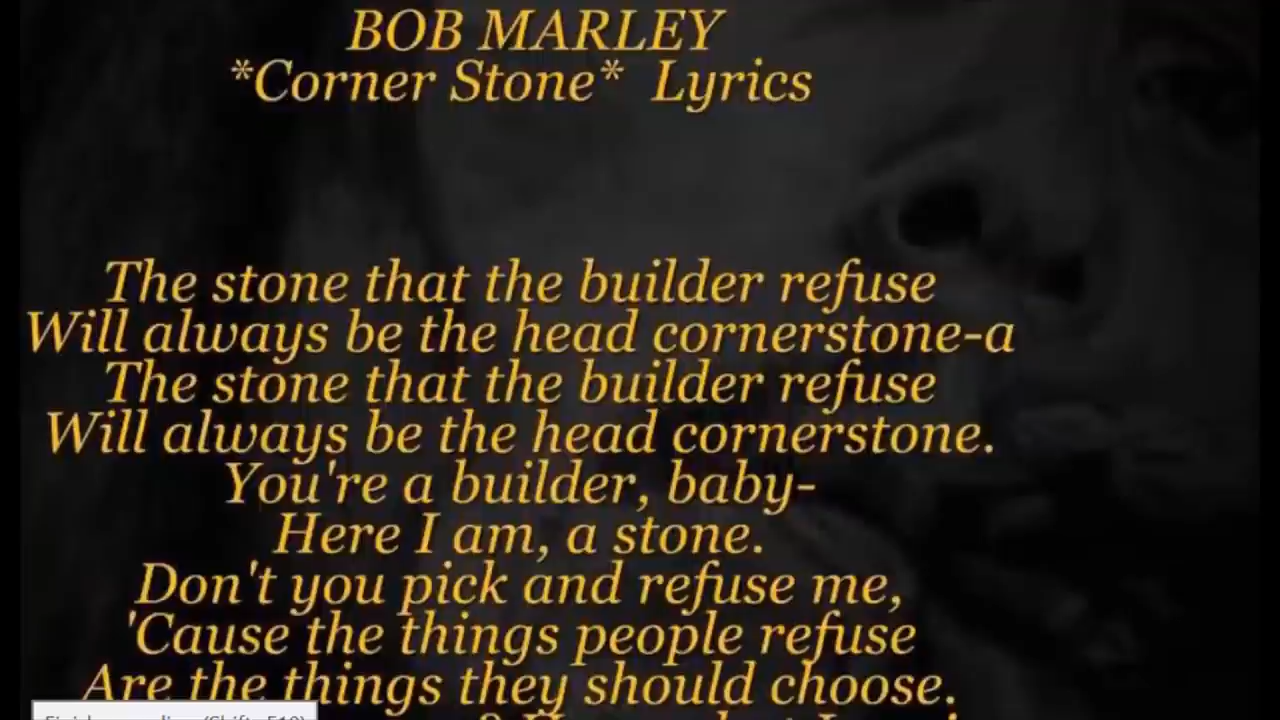 BOB MARLEY
*Corner Stone* Lyrics
The stone that the builder refuse
Will always be the head cornerstone-a
The stone that the builder refuse
Will always be the head cornerstone.
You're a builder, baby-
Here I am, a stone.
Don't you pick and refuse me,
'Cause the things people refuse
Are the things they should choose.